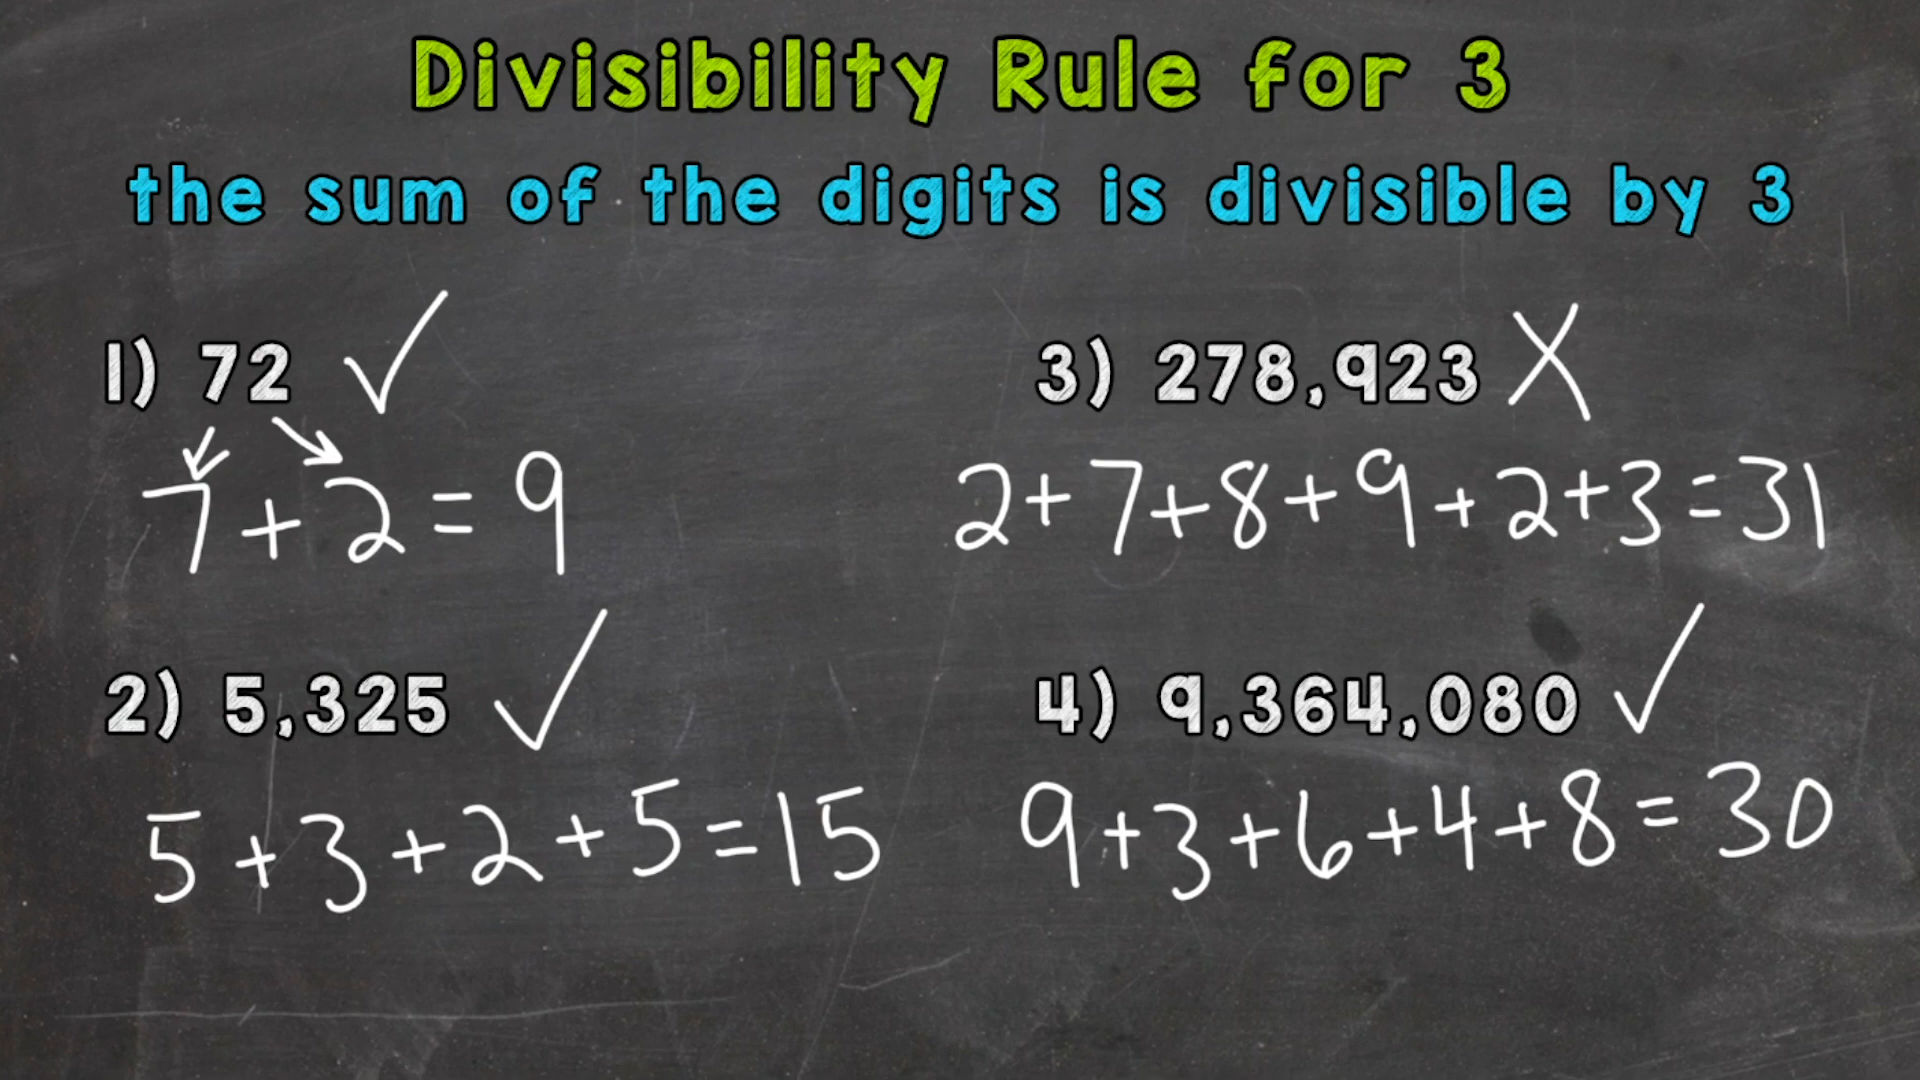 Divisibility Rule for 3
the sum of the digits is divisible by 3
1) 72 ✓
7+2=9
2) 5,325 ✓
5+3+2+5=15
3) 278,923 X
2+7+8+9+2+3=31
4) 9,364,080 ✓
9+3+6+4+8=30